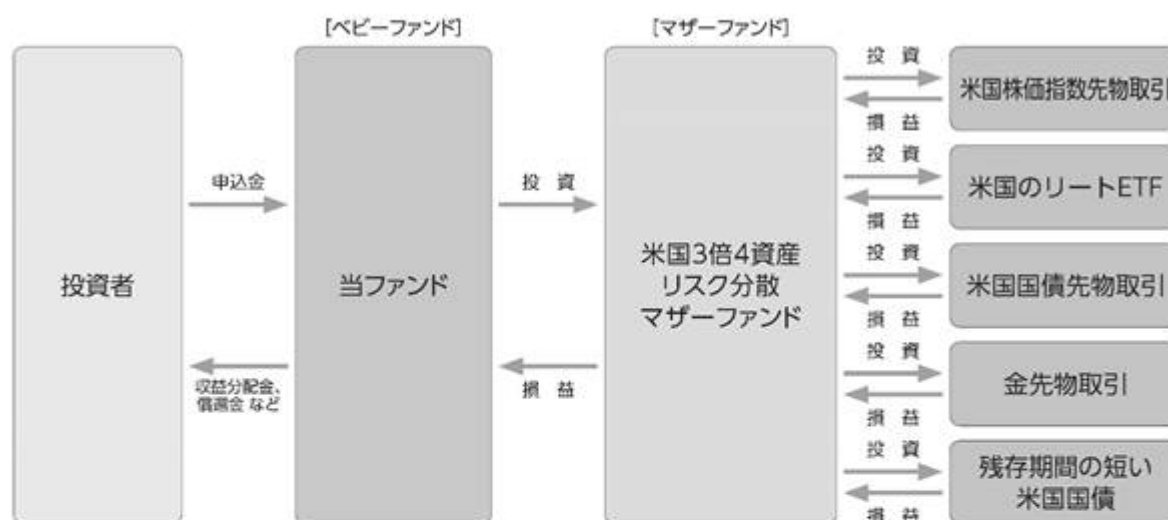 [ベビーファンド]
[マザーファンド]
投資者
申込金
収益分配金、
償還金 など
当ファンド
投 資
損 益
米国3倍4資産
リスク分散
マザーファンド
投 資
損 益
米国株価指数先物取引
投 資
損 益
米国のリートETF
投 資
損 益
米国国債先物取引
投 資
損 益
金先物取引
投 資
損 益
残存期間の短い
米国国債